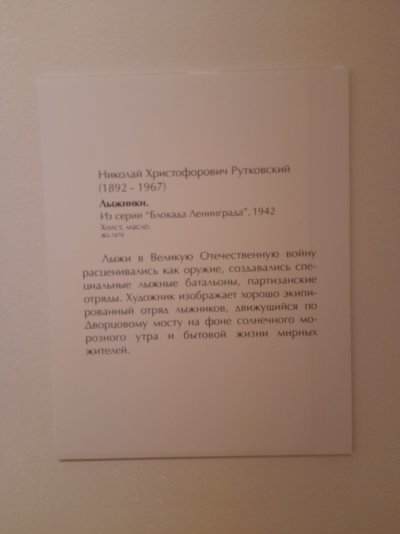 Николай Христофорович Рутковский
(1892 - 1967)
Лыжники.
Из серии "Блокада Ленинграда". 1942
Холст, масло.
Лыжи в Великую Отечественную войну
расценивались как оружие, создавались спе-
циальные лыжные батальоны, партизанские
отряды. Художник изображает хорошо экипи-
рованный отряд лыжников, движущийся по
Дворцовому мосту на фоне солнечного мо-
розного утра и бытовой жизни мирных
жителей.